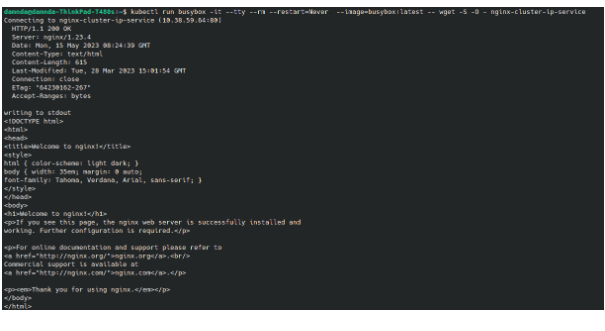 dannda@dannda-ThinkPad-T480s:~$ kubectl run busybox -it --tty --rm --restart=Never --image=busybox:latest -- wget -S -O - nginx-cluster-ip-service
Connecting to nginx-cluster-ip-service (10.38.59.64:80)
HTTP/1.1 200 OK
Server: nginx/1.23.4
Date: Mon, 15 May 2023 08:24:39 GMT
Content-Type: text/html
Content-Length: 615
Last-Modified: Tue, 28 Mar 2023 15:01:54 GMT
Connection: close
ETag: "64230162-267"
Accept-Ranges: bytes
writing to stdout
<!DOCTYPE html>
<html>
<head>
<title>Welcome to nginx!</title>
<style>
html { color-scheme: light dark; }
body { width: 35em; margin: 0 auto;
font-family: Tahoma, Verdana, Arial, sans-serif; }
</style>
</head>
<body>
<h1>Welcome to nginx!</h1>
<p>If you see this page, the nginx web server is successfully installed and
working. Further configuration is required.</p>
<p>For online documentation and support please refer to
<a href="http://nginx.org/">nginx.org</a>.<br/>
Commercial support is available at
<a href="http://nginx.com/">nginx.com</a>.</p>
<p><em>Thank you for using nginx.</em></p>
</body>
</html>